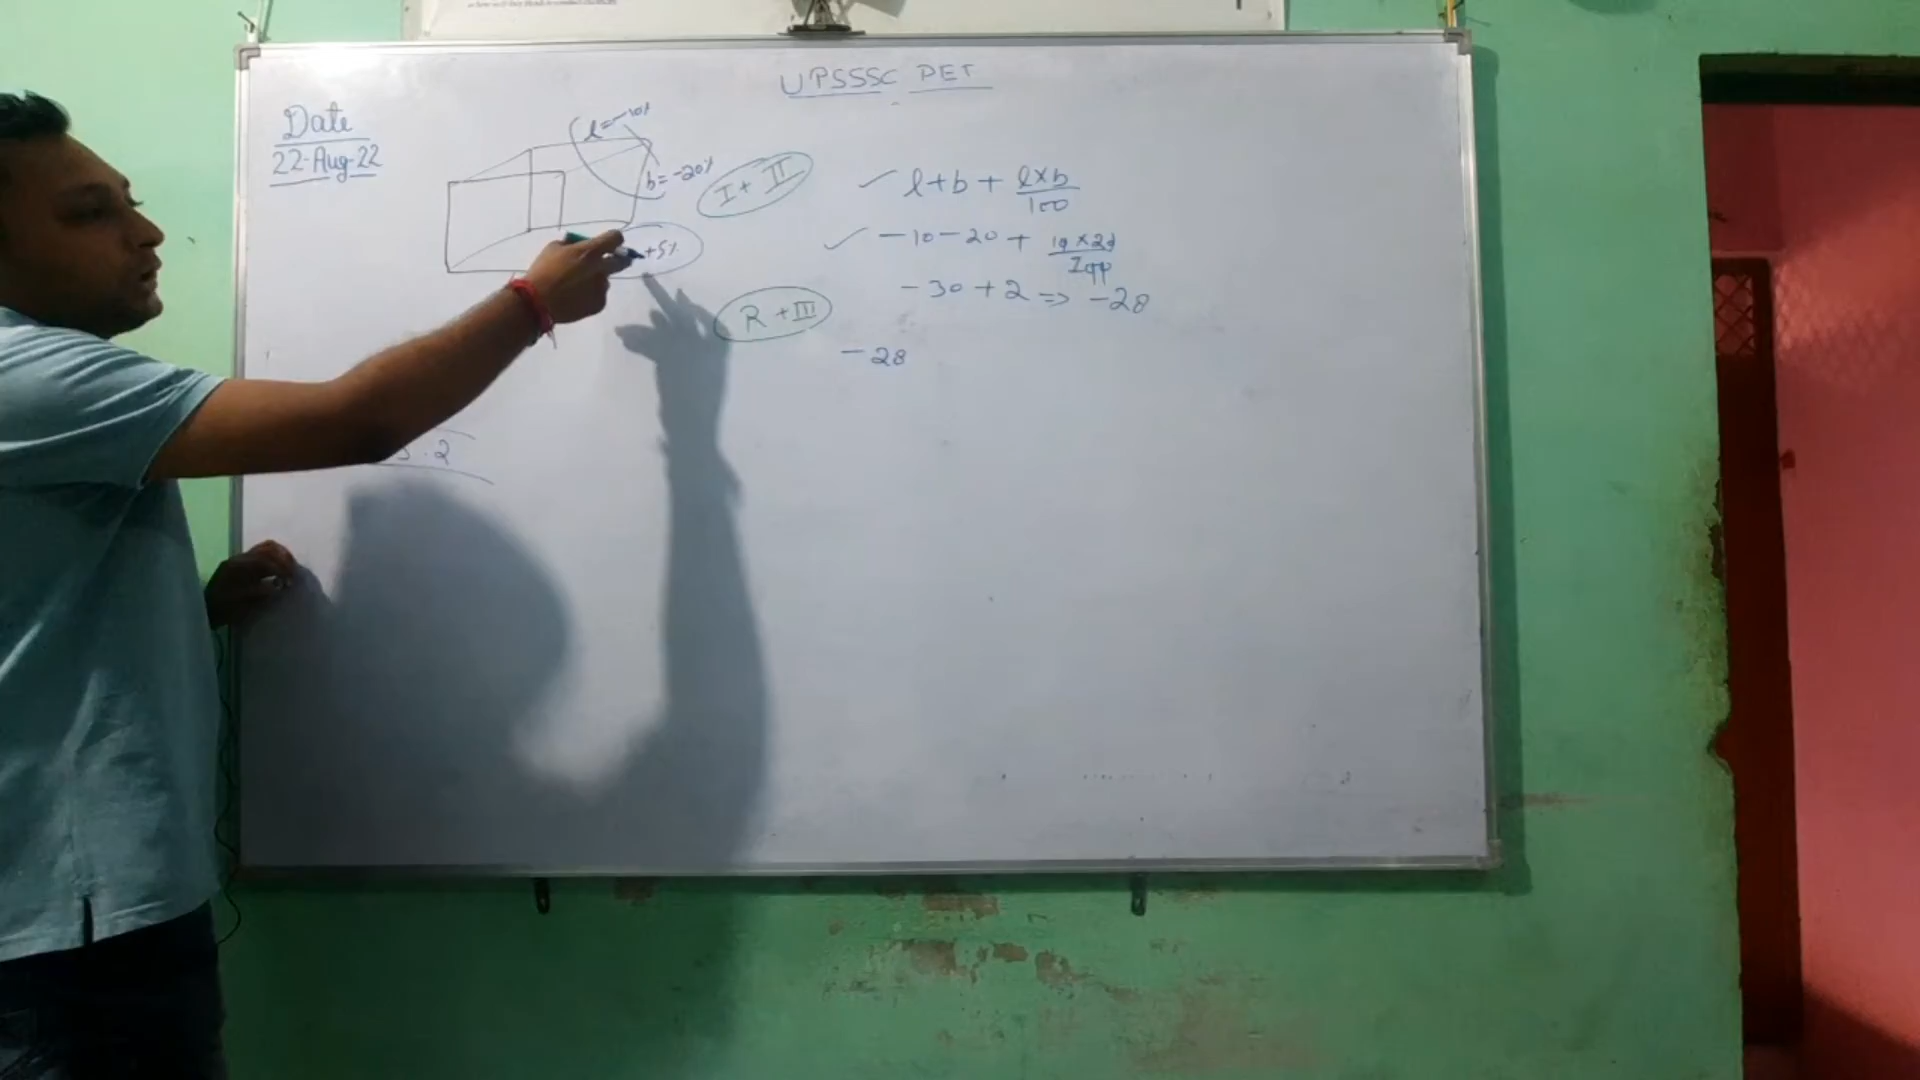 UPSSSC PET
Date
22-Aug-22
l = -10%
b = -20%
+5%
I + II
R + III
✓ l+b + l×b/100
✓ -10-20 + 10×20/100
-30+2 => -28
-28
.2